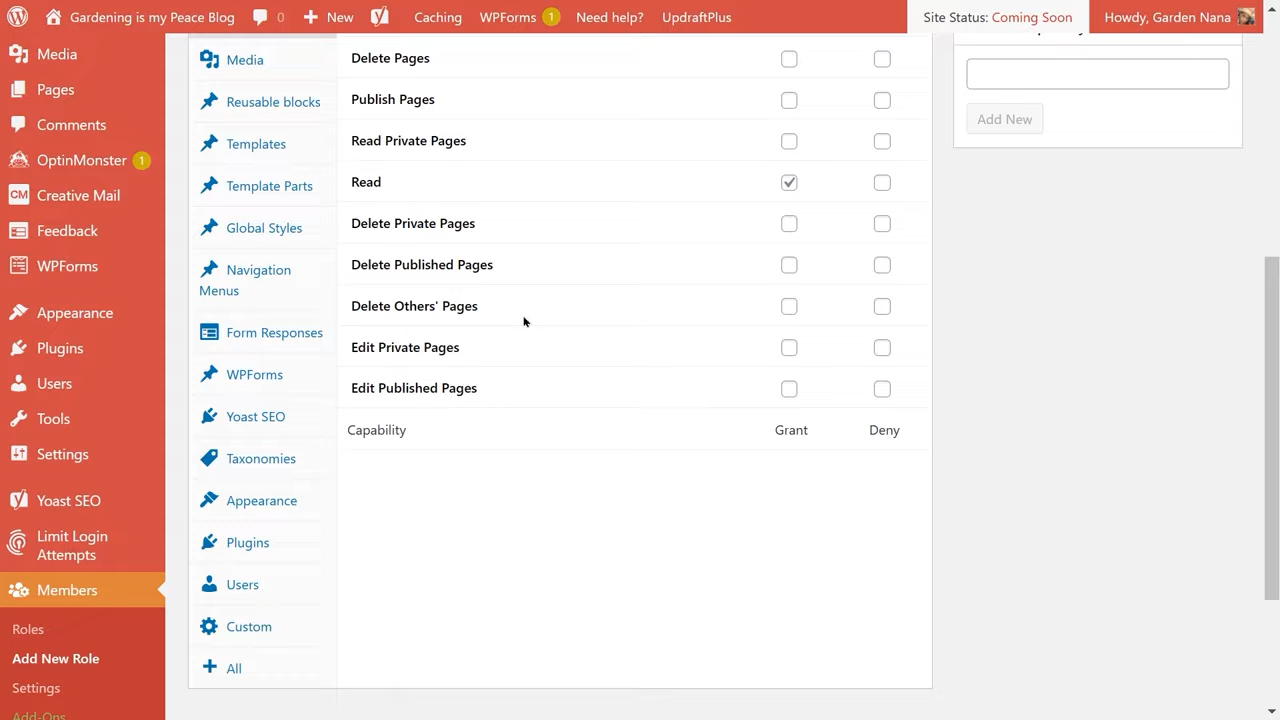 Gardening is my Peace Blog 0 New Caching WPForms 1 Need help? UpdraftPlus Site Status: Coming Soon Howdy, Garden Nana
Media
Pages
Comments
OptinMonster 1
CM Creative Mail
Feedback
WPForms
Appearance
Plugins
Users
Tools
Settings
Yoast SEO
Limit Login
Attempts
Members
Roles
Add New Role
Settings
Add-Ons
Media
Reusable blocks
Templates
Template Parts
Global Styles
Navigation
Menus
Form Responses
WPForms
Yoast SEO
Taxonomies
Appearance
Plugins
Users
Custom
All
Delete Pages
Publish Pages
Read Private Pages
Read
Delete Private Pages
Delete Published Pages
Delete Others' Pages
Edit Private Pages
Edit Published Pages
Capability Grant Deny
Add New